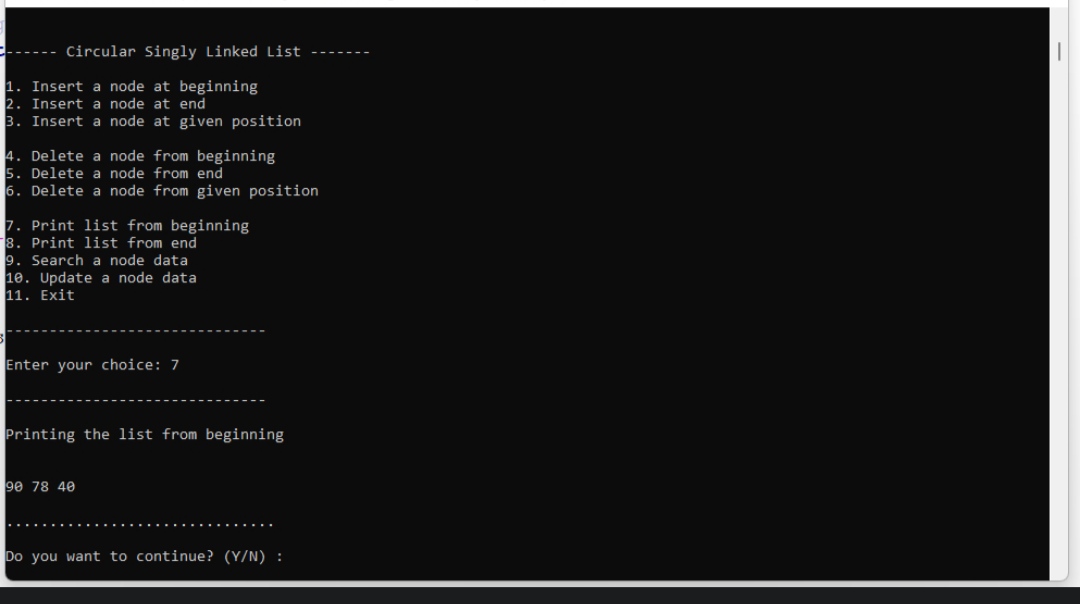 ------ Circular Singly Linked List -------
1. Insert a node at beginning
2. Insert a node at end
3. Insert a node at given position
4. Delete a node from beginning
5. Delete a node from end
6. Delete a node from given position
7. Print list from beginning
8. Print list from end
9. Search a node data
10. Update a node data
11. Exit
------------------------------
Enter your choice: 7
------------------------------
Printing the list from beginning
90 78 40
...............................
Do you want to continue? (Y/N) :